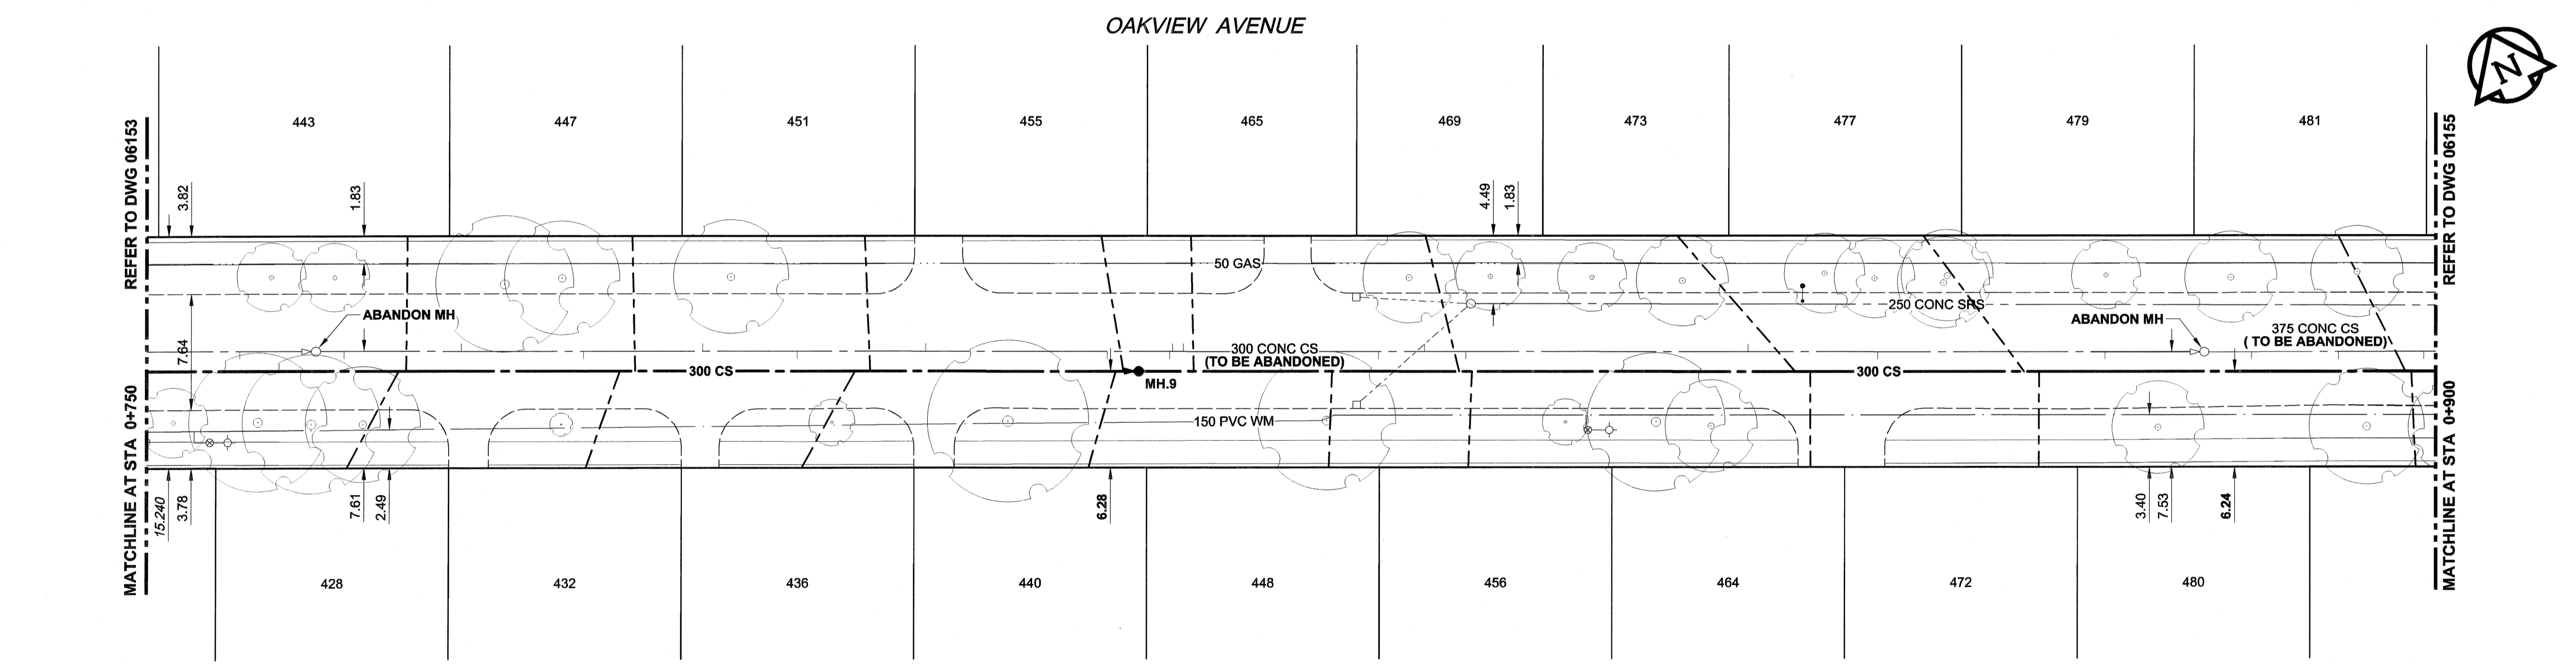 OAKVIEW AVENUE
N
443
447
451
455
465
469
473
477
479
481
REFER TO DWG 06153
MATCHLINE AT STA 0+750
REFER TO DWG 06155
MATCHLINE AT STA 0+900
3.82
1.83
4.49
1.83
50 GAS
250 CONC SRS
ABANDON MH
ABANDON MH
375 CONC CS
( TO BE ABANDONED)
7.64
300 CONC CS
(TO BE ABANDONED)
300 CS
300 CS
MH.9
150 PVC WM
15.240
3.78
7.61
2.49
6.28
3.40
7.53
6.24
428
432
436
440
448
456
464
472
480